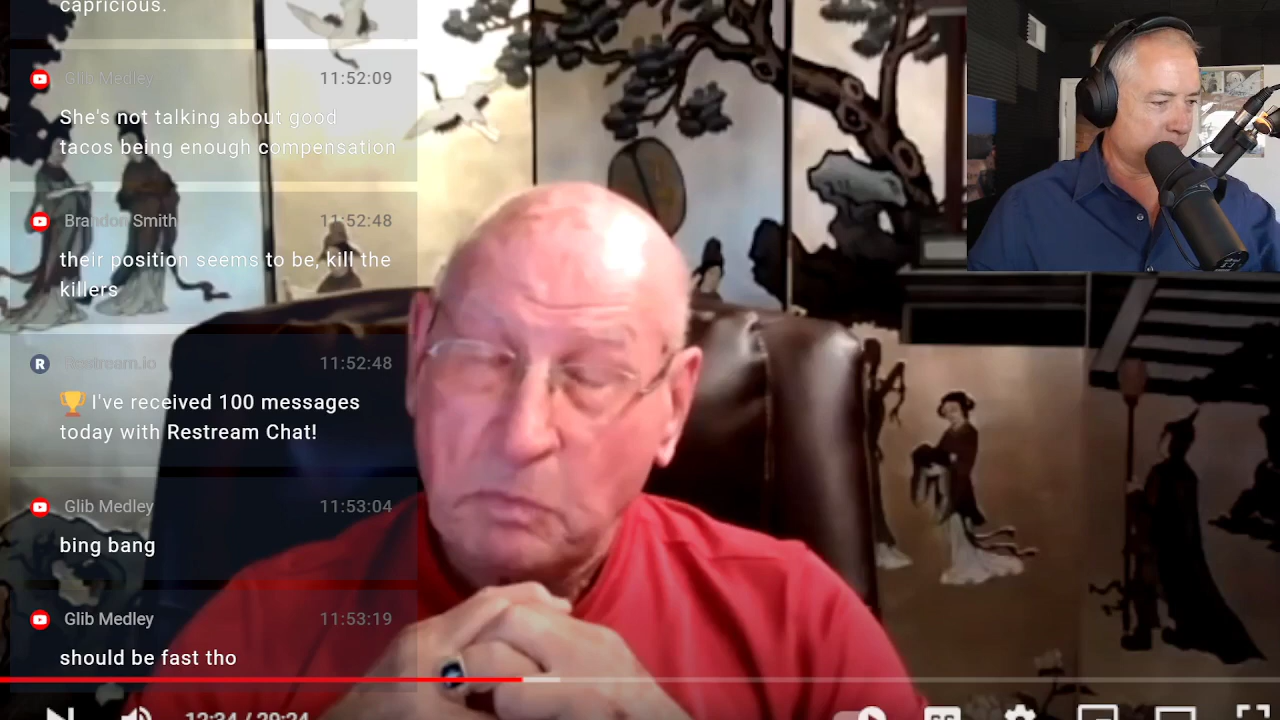 capricious.
Glib Medley 11:52:09
She's not talking about good
tacos being enough compensation
Brandon Smith 11:52:48
their position seems to be, kill the
killers
R Restream.io 11:52:48
🏆 I've received 100 messages
today with Restream Chat!
Glib Medley 11:53:04
bing bang
Glib Medley 11:53:19
should be fast tho
12:34 / 29:24
CC